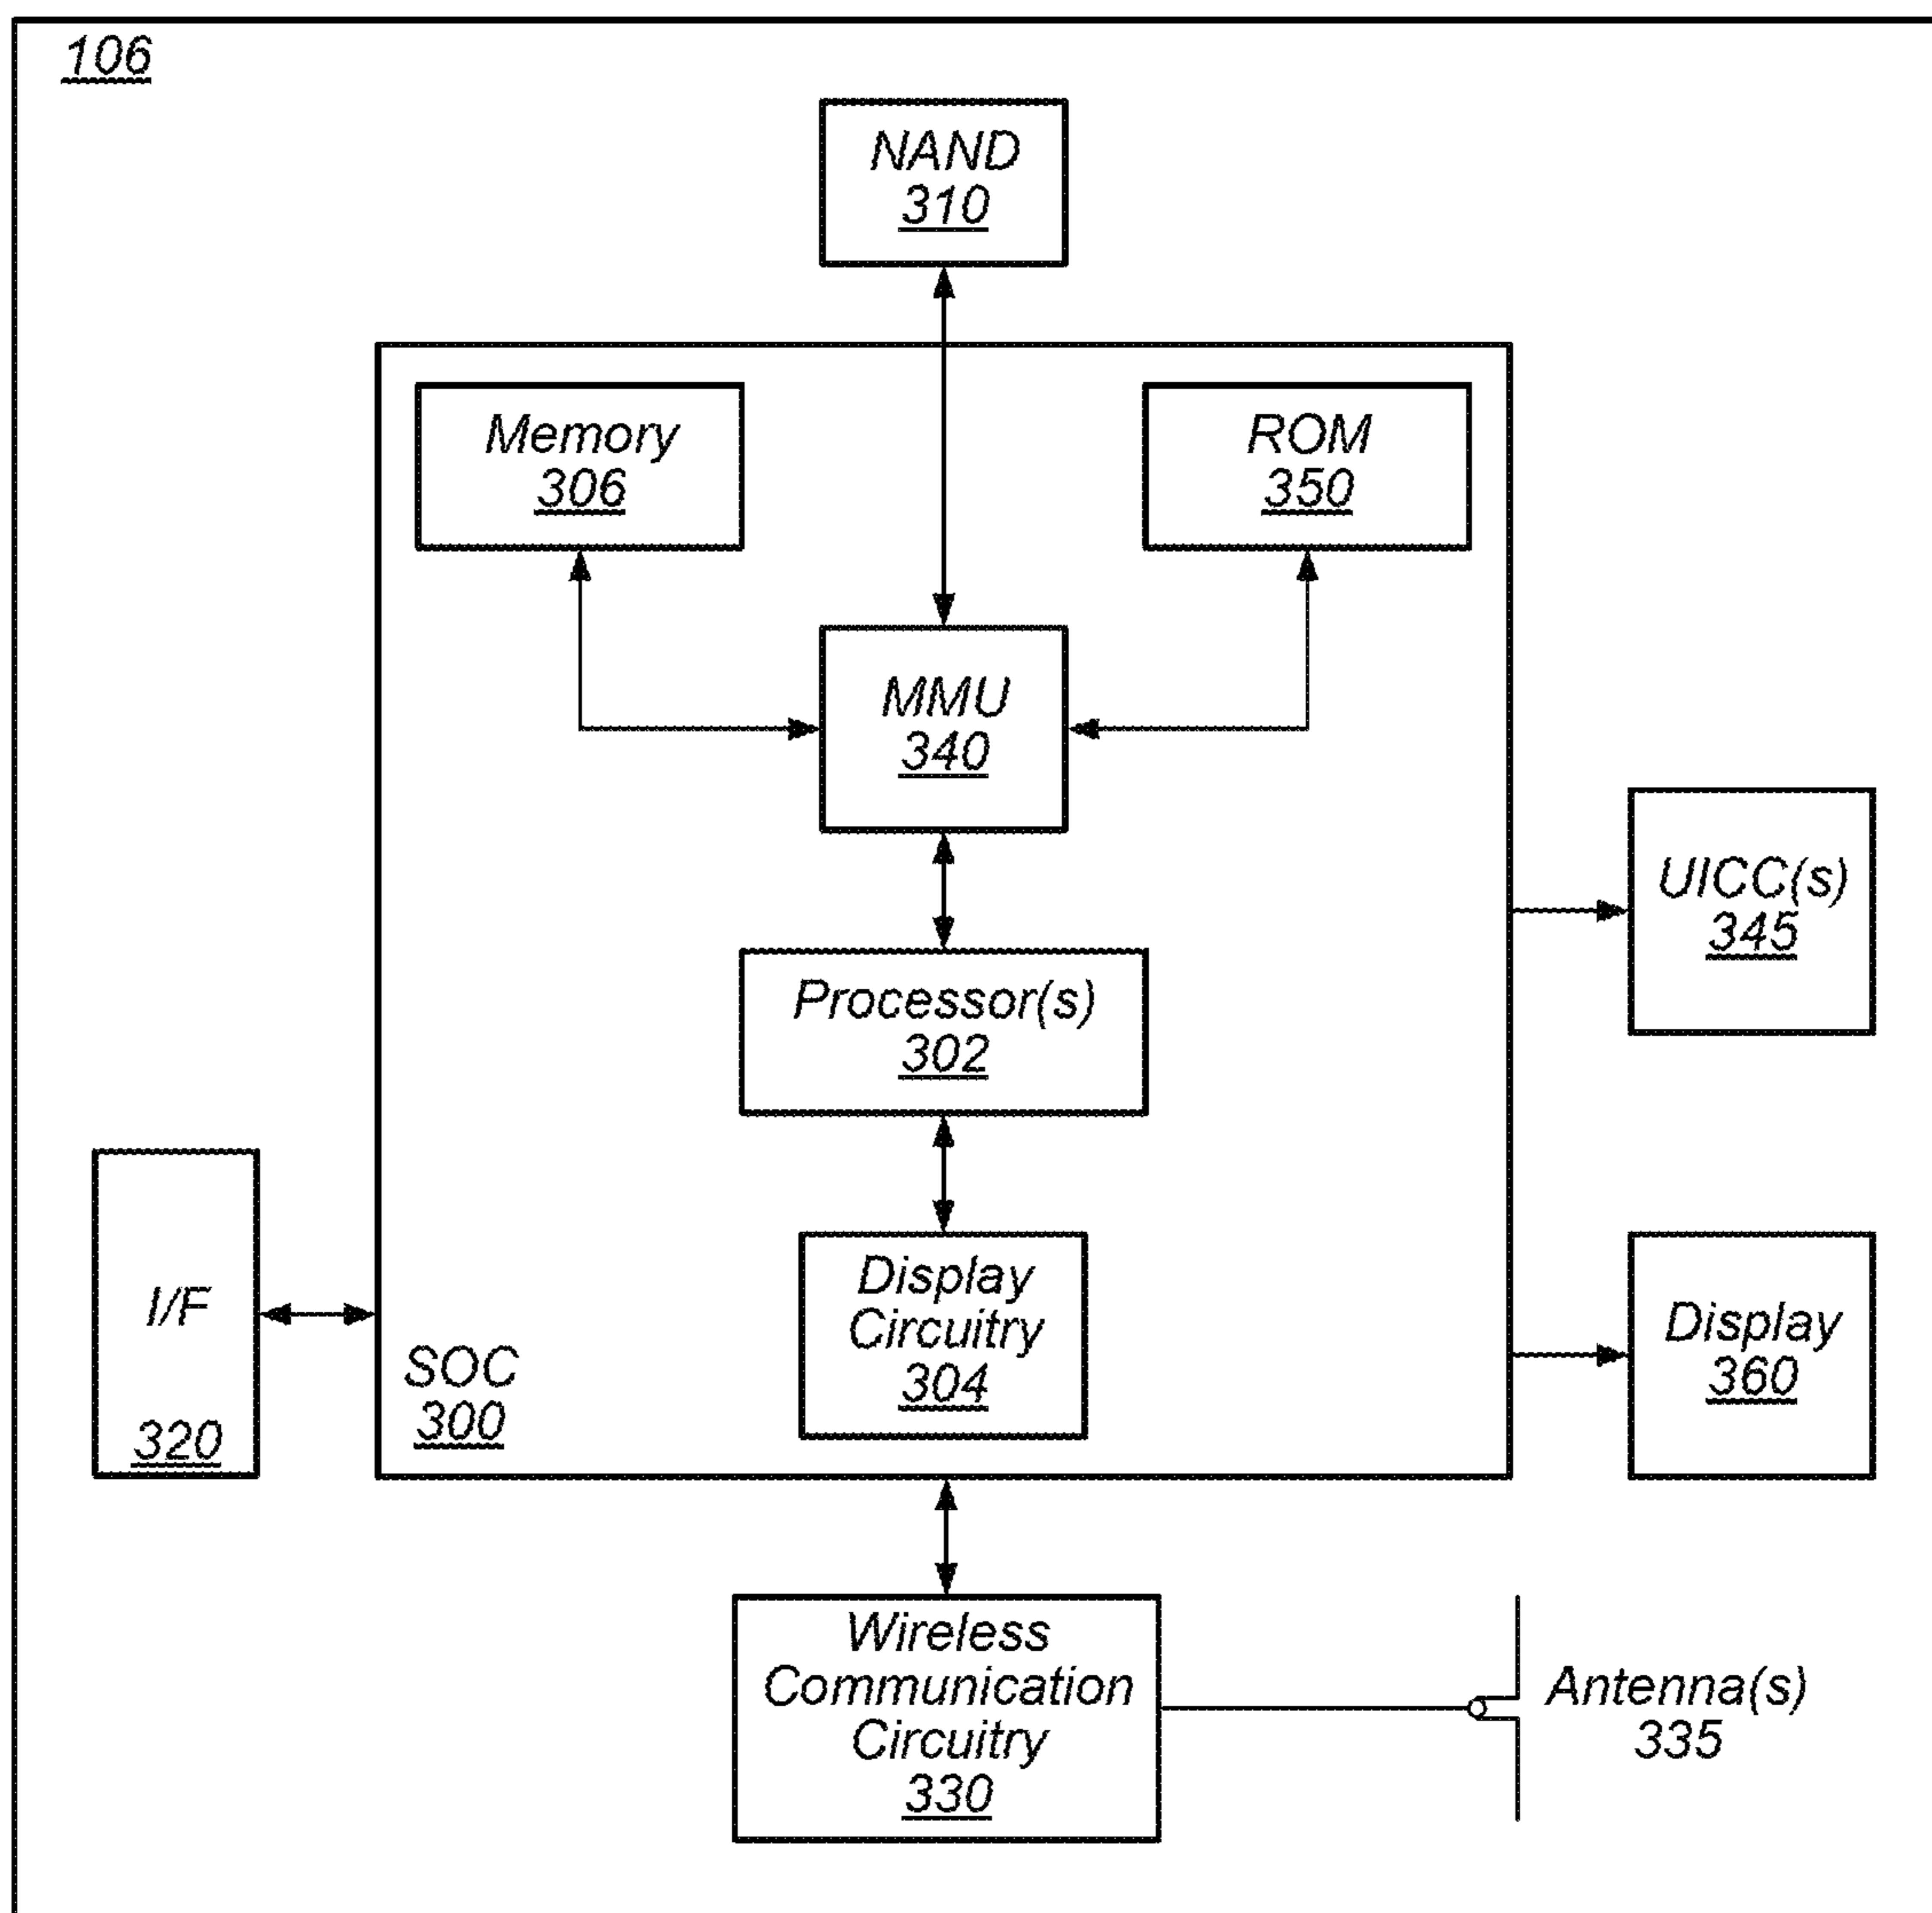 106
NAND
310
Memory
306
ROM
350
MMU
340
UICC(s)
345
Processor(s)
302
I/F
320
Display
Circuitry
304
SOC
300
Display
360
Wireless
Communication
Circuitry
330
Antenna(s)
335